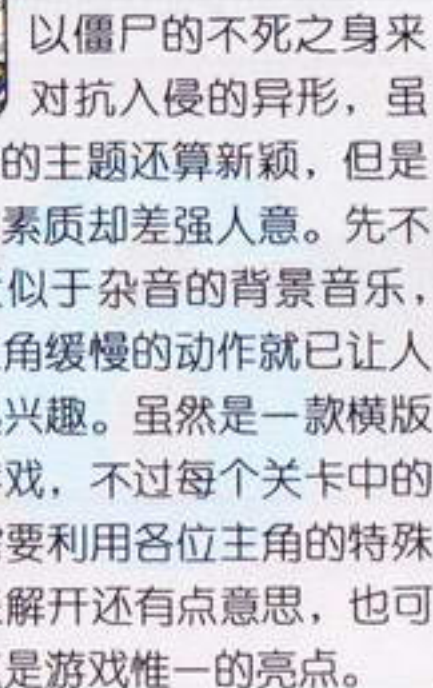 以僵尸的不死之身来
对抗入侵的异形，虽
的主题还算新颖，但是
素质却差强人意。先不
似于杂音的背景音乐，
角缓慢的动作就已让人
兴趣。虽然是一款横版
戏，不过每个关卡中的
要利用各位主角的特殊
解开还有点意思，也可
是游戏惟一的亮点。